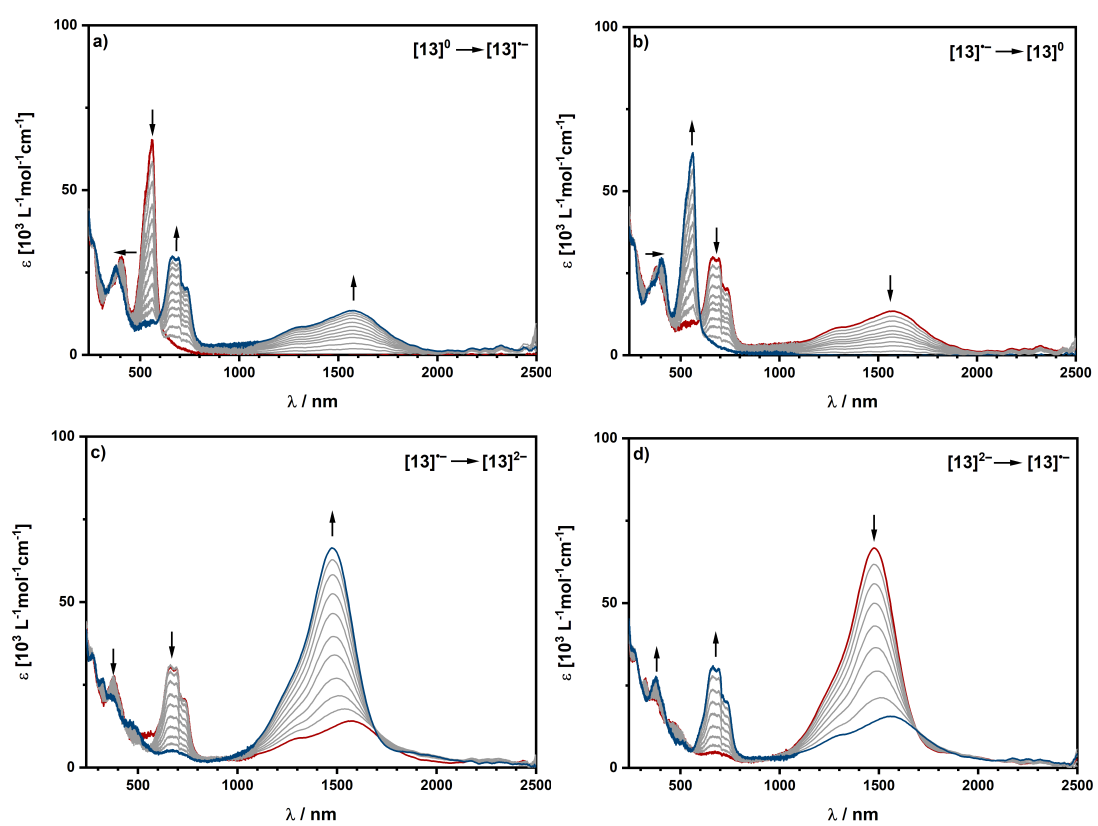 a)
[13]⁰ → [13]•⁻
100
50
0
ε [10³ L⁻¹mol⁻¹cm⁻¹]
500 1000 1500 2000 2500
λ / nm
b)
[13]•⁻ → [13]⁰
100
50
0
ε [10³ L⁻¹mol⁻¹cm⁻¹]
500 1000 1500 2000 2500
λ / nm
c)
[13]•⁻ → [13]²⁻
100
50
0
ε [10³ L⁻¹mol⁻¹cm⁻¹]
500 1000 1500 2000 2500
λ / nm
d)
[13]²⁻ → [13]•⁻
100
50
0
ε [10³ L⁻¹mol⁻¹cm⁻¹]
500 1000 1500 2000 2500
λ / nm